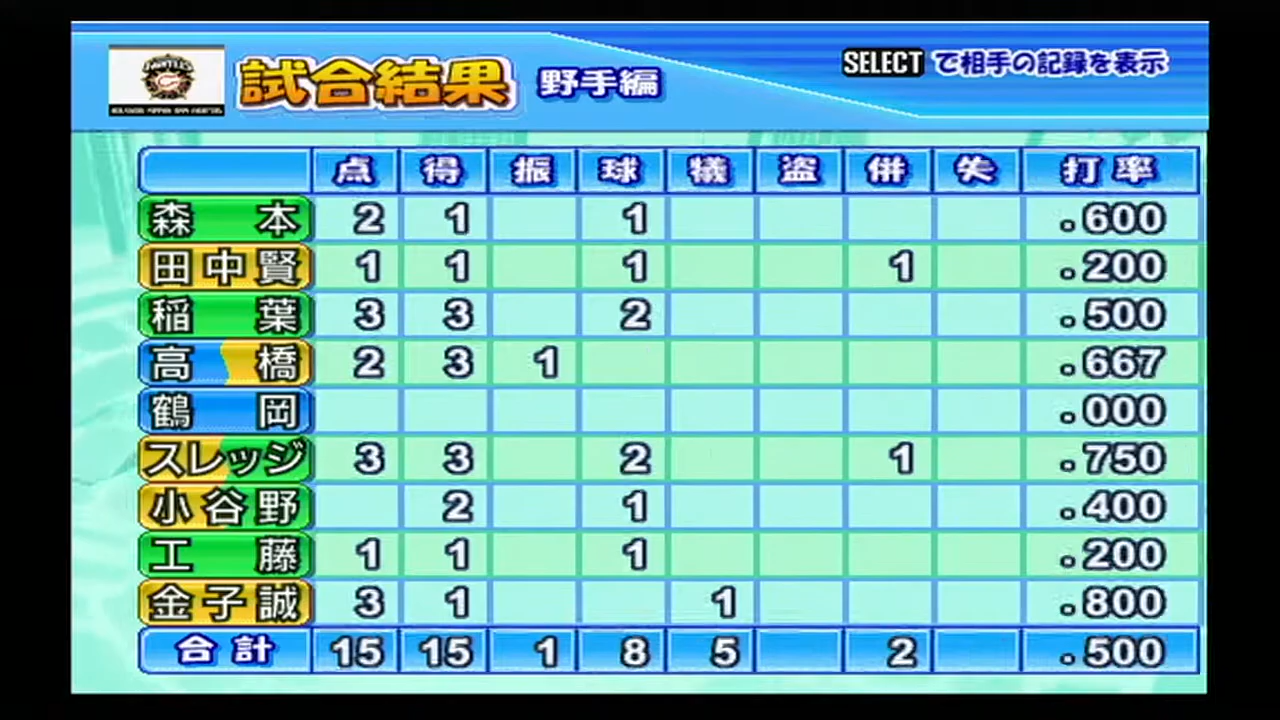 FIGHTERS
試合結果 野手編
SELECT で相手の記録を表示
点 得 振 球 犠 盗 併 失 打率
森本 2 1 1 .600
田中賢 1 1 1 1 .200
稲葉 3 3 2 .500
高橋 2 3 1 .667
鶴岡 .000
スレッジ 3 3 2 1 .750
小谷野 2 1 .400
工藤 1 1 1 .200
金子誠 3 1 1 .800
合計 15 15 1 8 5 2 .500